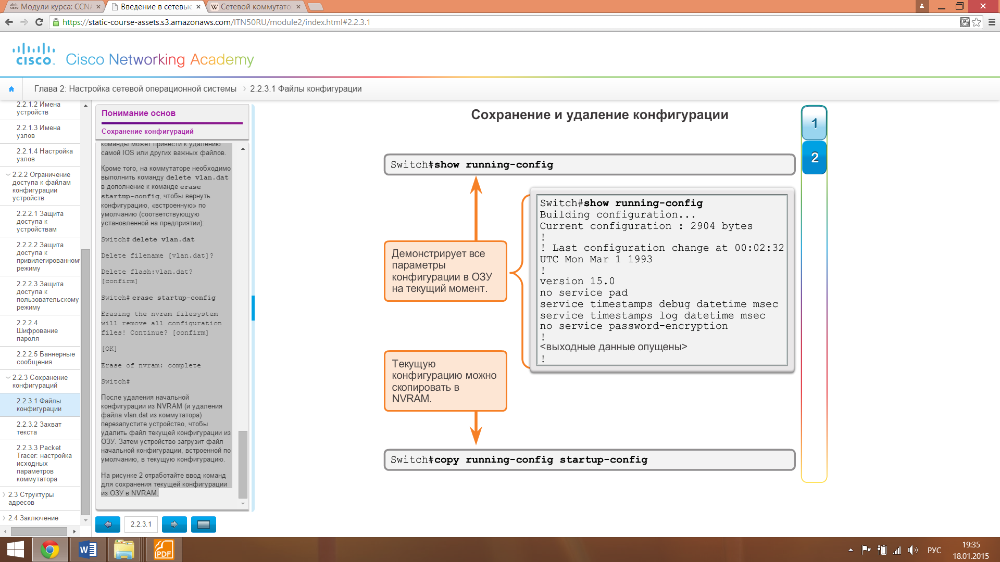 Модули курса: CCNA
Введение в сетевые
Сетевой коммутатор
https://static-course-assets.s3.amazonaws.com/ITN50RU/module2/index.html#2.2.3.1
cisco.
Cisco Networking Academy
Глава 2: Настройка сетевой операционной системы
2.2.3.1 Файлы конфигурации
2.2.1.2 Имена
устройств
2.2.1.3 Имена
узлов
2.2.1.4 Настройка
узлов
2.2.2 Ограничение
доступа к файлам
конфигурации
устройств
2.2.2.1 Защита
доступа к
устройствам
2.2.2.2 Защита
доступа к
привилегированному
режиму
2.2.2.3 Защита
доступа к
пользовательскому
режиму
2.2.2.4
Шифрование
пароля
2.2.2.5 Баннерные
сообщения
2.2.3 Сохранение
конфигураций
2.2.3.1 Файлы
конфигурации
2.2.3.2 Захват
текста
2.2.3.3 Packet
Tracer: настройка
исходных
параметров
коммутатора
2.3 Структуры
адресов
2.4 Заключение
Понимание основ
Сохранение конфигураций
команды может привести к удалению
самой IOS или других важных файлов.
Кроме того, на коммутаторе необходимо
выполнить команду delete vlan.dat
в дополнение к команде erase
startup-config, чтобы вернуть
конфигурацию, «встроенную» по
умолчанию (соответствующую
установленной на предприятии):
Switch# delete vlan.dat
Delete filename [vlan.dat]?
Delete flash:vlan.dat?
[confirm]
Switch# erase startup-config
Erasing the nvram filesystem
will remove all configuration
files! Continue? [confirm]
[OK]
Erase of nvram: complete
Switch#
После удаления начальной
конфигурации из NVRAM (и удаления
файла vlan.dat из коммутатора)
перезапустите устройство, чтобы
удалить файл текущей конфигурации из
ОЗУ. Затем устройство загрузит файл
начальной конфигурации, встроенной по
умолчанию, в текущую конфигурацию.
На рисунке 2 отработайте ввод команд
для сохранения текущей конфигурации
из ОЗУ в NVRAM.
2.2.3.1
Сохранение и удаление конфигурации
1
2
Switch#show running-config
Демонстрирует все
параметры
конфигурации в ОЗУ
на текущий момент.
Switch#show running-config
Building configuration...
Current configuration : 2904 bytes
!
! Last configuration change at 00:02:32
UTC Mon Mar 1 1993
!
version 15.0
no service pad
service timestamps debug datetime msec
service timestamps log datetime msec
no service password-encryption
!
<выходные данные опущены>
!
Текущую
конфигурацию можно
скопировать в
NVRAM.
Switch#copy running-config startup-config
РУС
19:35
18.01.2015